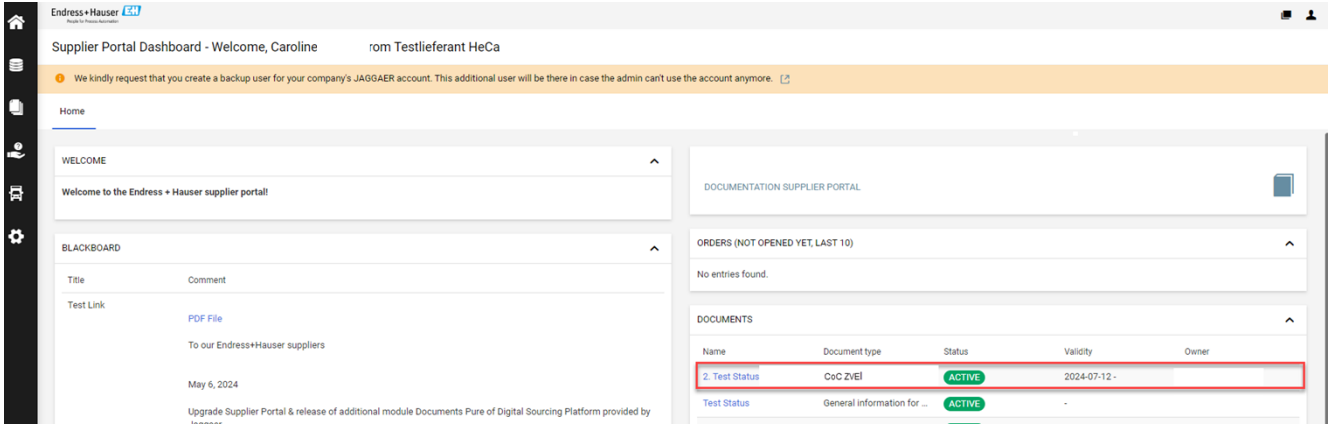 Endress+Hauser EH
People for Process Automation
Supplier Portal Dashboard - Welcome, Caroline rom Testlieferant HeCa
We kindly request that you create a backup user for your company's JAGGAER account. This additional user will be there in case the admin can't use the account anymore.
Home
WELCOME
Welcome to the Endress + Hauser supplier portal!
BLACKBOARD
Title Comment
Test Link
PDF File
To our Endress+Hauser suppliers
May 6, 2024
Upgrade Supplier Portal & release of additional module Documents Pure of Digital Sourcing Platform provided by
Jaggaer
DOCUMENTATION SUPPLIER PORTAL
ORDERS (NOT OPENED YET, LAST 10)
No entries found.
DOCUMENTS
Name Document type Status Validity Owner
2. Test Status CoC ZVEI ACTIVE 2024-07-12 -
Test Status General information for ... ACTIVE -